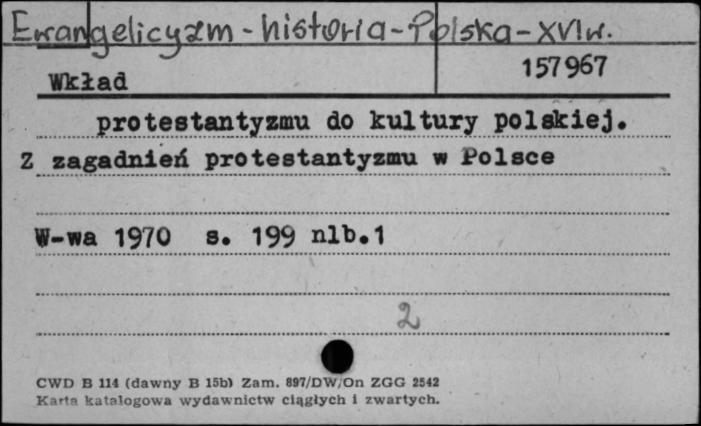 Ewangelicyzm - historia - Polska - XVI w.
157967
Wkład
protestantyzmu do kultury polskiej.
Z zagadnień protestantyzmu w Polsce
W-wa 1970 s. 199 nlb.1
2
CWD B 114 (dawny B 15b) Zam. 897/DW/On ZGG 2542
Karta katalogowa wydawnictw ciągłych i zwartych.